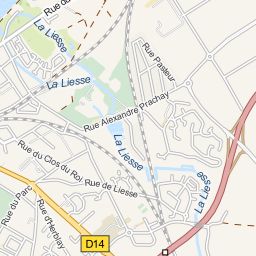 Rue du
La Liesse
La Liesse
Rue Pasteur
Rue Alexandre Prachay
La Liesse
Rue du Clos du Roi
Rue de Liesse
La Liesse
Rue du Parc
Rue d'Herblay
D14